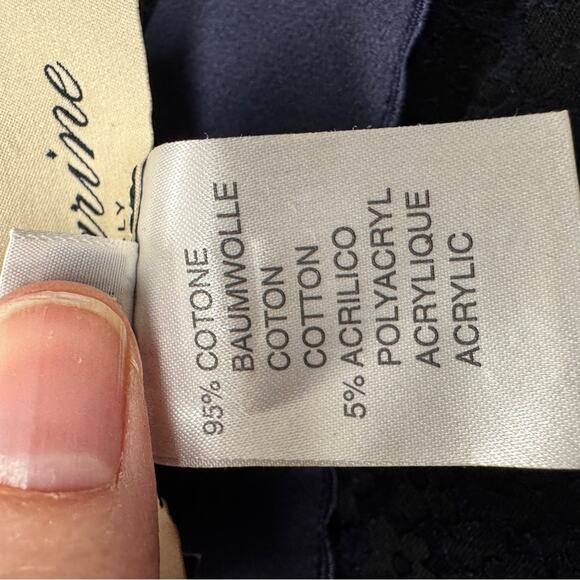 95% COTONE
BAUMWOLLE
COTON
COTTON
5% ACRILICO
POLYACRYL
ACRYLIQUE
ACRYLIC